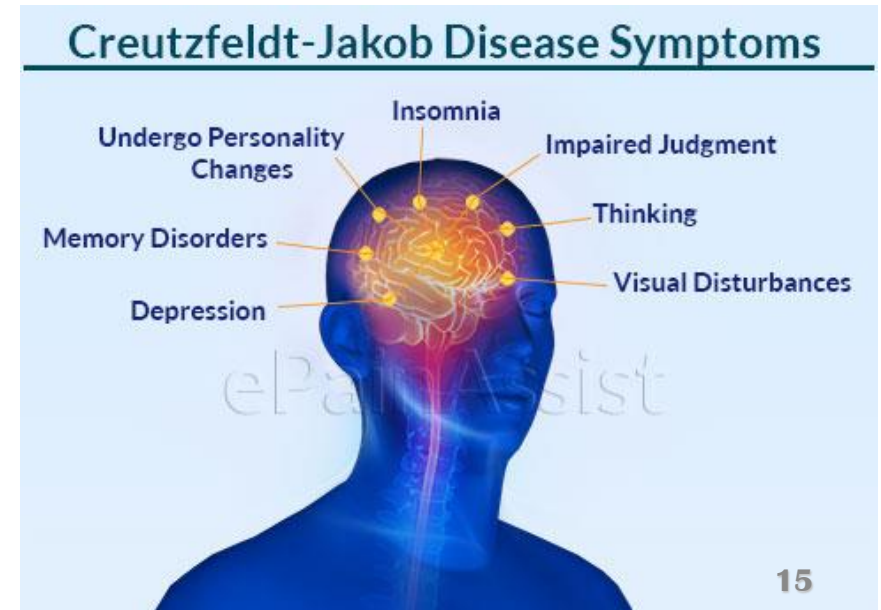 Creutzfeldt-Jakob Disease Symptoms
Insomnia
Undergo Personality
Changes
Impaired Judgment
Thinking
Memory Disorders
Visual Disturbances
Depression
ePainAssist
15